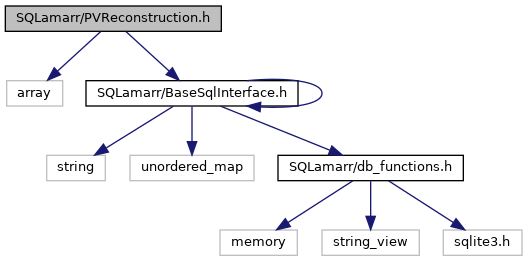 SQLamarr/PVReconstruction.h
array
SQLamarr/BaseSqlInterface.h
string
unordered_map
SQLamarr/db_functions.h
memory
string_view
sqlite3.h